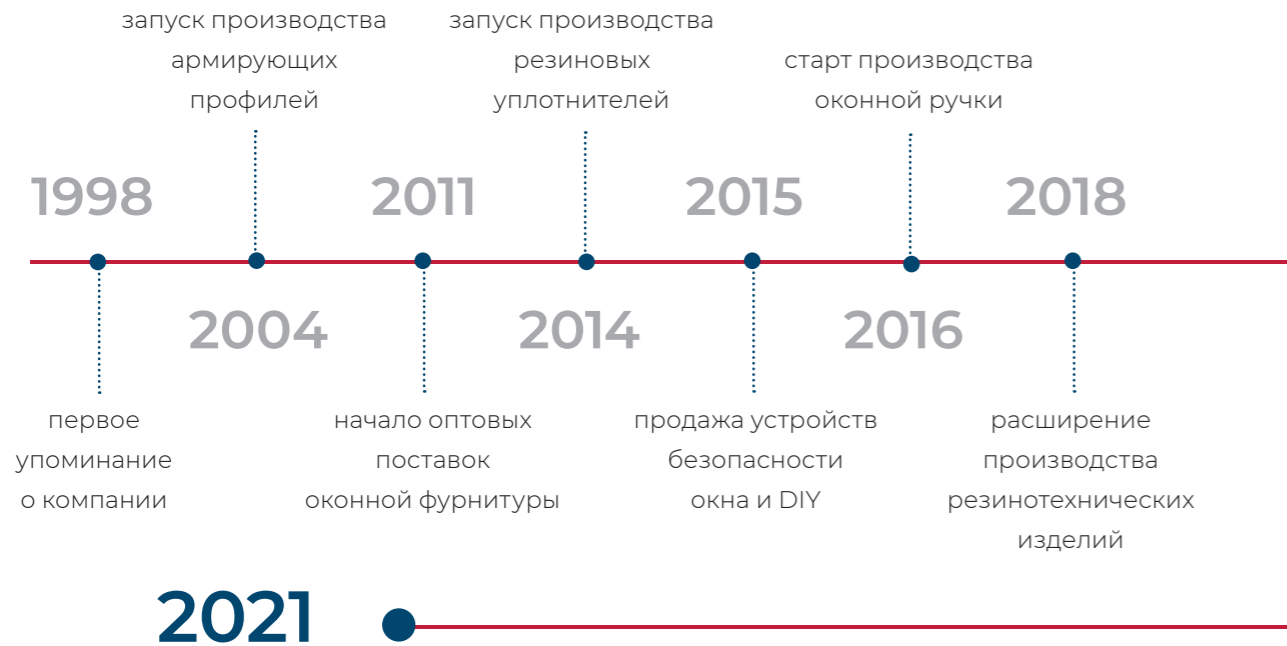 запуск производства
армирующих
профилей
запуск производства
резиновых
уплотнителей
старт производства
оконной ручки
1998
2011
2015
2018
2004
2014
2016
первое
упоминание
о компании
начало оптовых
поставок
оконной фурнитуры
продажа устройств
безопасности
окна и DIY
расширение
производства
резинотехнических
изделий
2021